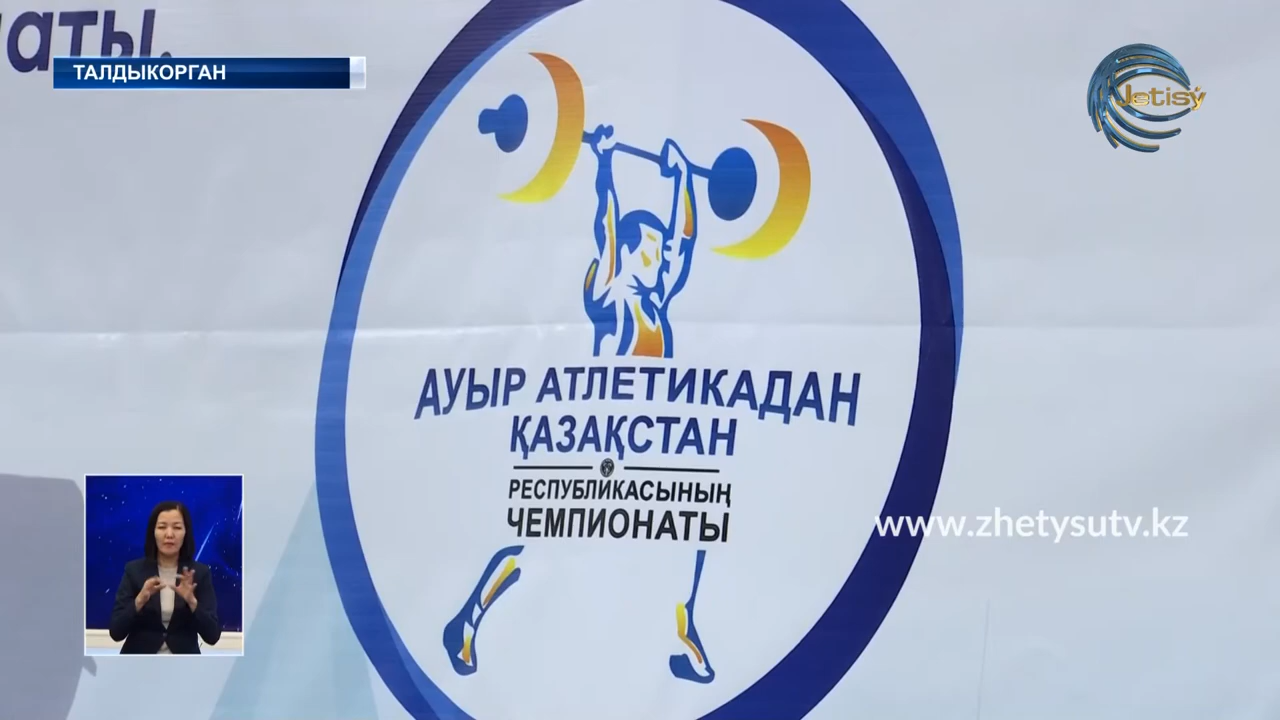 ТАЛДЫКОРГАН
Jetisý
АУЫР АТЛЕТИКАДАН
ҚАЗАҚСТАН
РЕСПУБЛИКАСЫНЫҢ
ЧЕМПИОНАТЫ
www.zhetysutv.kz